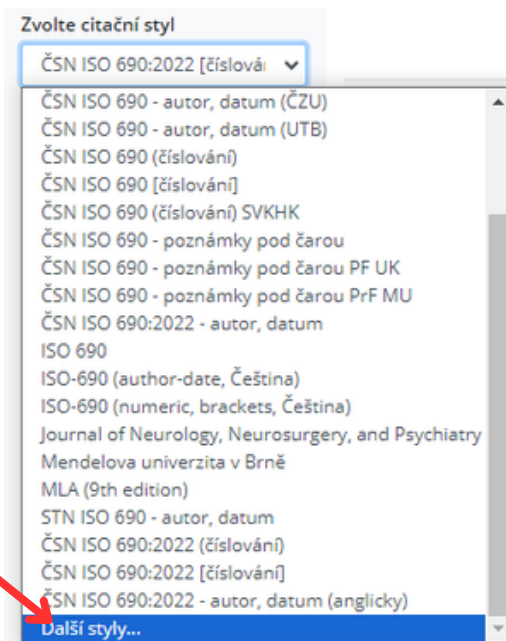 Zvolte citační styl
ČSN ISO 690:2022 [číslová
ČSN ISO 690 - autor, datum (ČZU)
ČSN ISO 690 - autor, datum (UTB)
ČSN ISO 690 (číslování)
ČSN ISO 690 [číslování]
ČSN ISO 690 (číslování) SVKHK
ČSN ISO 690 - poznámky pod čarou
ČSN ISO 690 - poznámky pod čarou PF UK
ČSN ISO 690 - poznámky pod čarou PrF MU
ČSN ISO 690:2022 - autor, datum
ISO 690
ISO-690 (author-date, Čeština)
ISO-690 (numeric, brackets, Čeština)
Journal of Neurology, Neurosurgery, and Psychiatry
Mendelova univerzita v Brně
MLA (9th edition)
STN ISO 690 - autor, datum
ČSN ISO 690:2022 (číslování)
ČSN ISO 690:2022 [číslování]
ČSN ISO 690:2022 - autor, datum (anglicky)
Další styly...